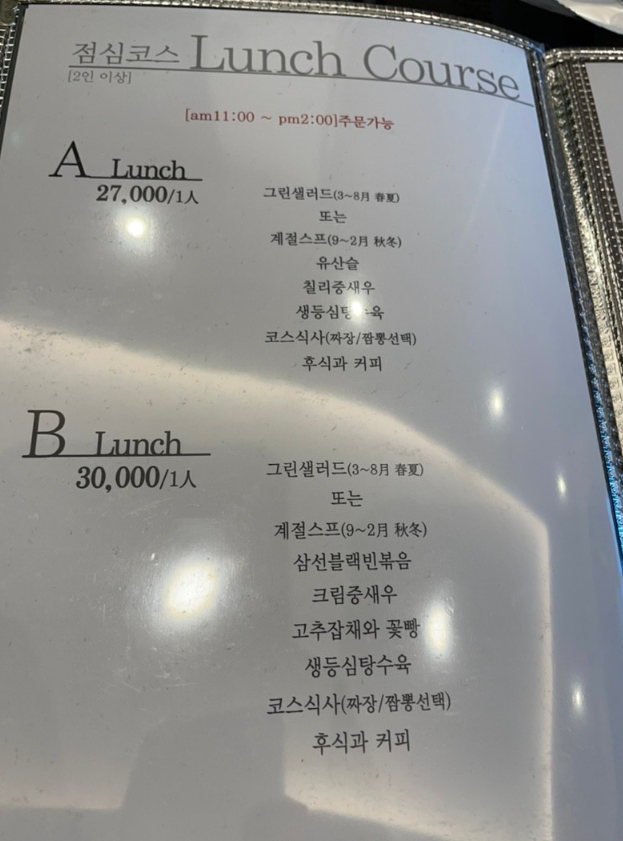 점심코스 Lunch Course
[2인 이상]
[am11:00 ~ pm2:00]주문가능
A Lunch
27,000/1人
그린샐러드(3~8月 春夏)
또는
계절스프(9~2月 秋冬)
유산슬
칠리중새우
생등심탕수육
코스식사(짜장/짬뽕선택)
후식과 커피
B Lunch
30,000/1人
그린샐러드(3~8月 春夏)
또는
계절스프(9~2月 秋冬)
삼선블랙빈볶음
크림중새우
고추잡채와 꽃빵
생등심탕수육
코스식사(짜장/짬뽕선택)
후식과 커피